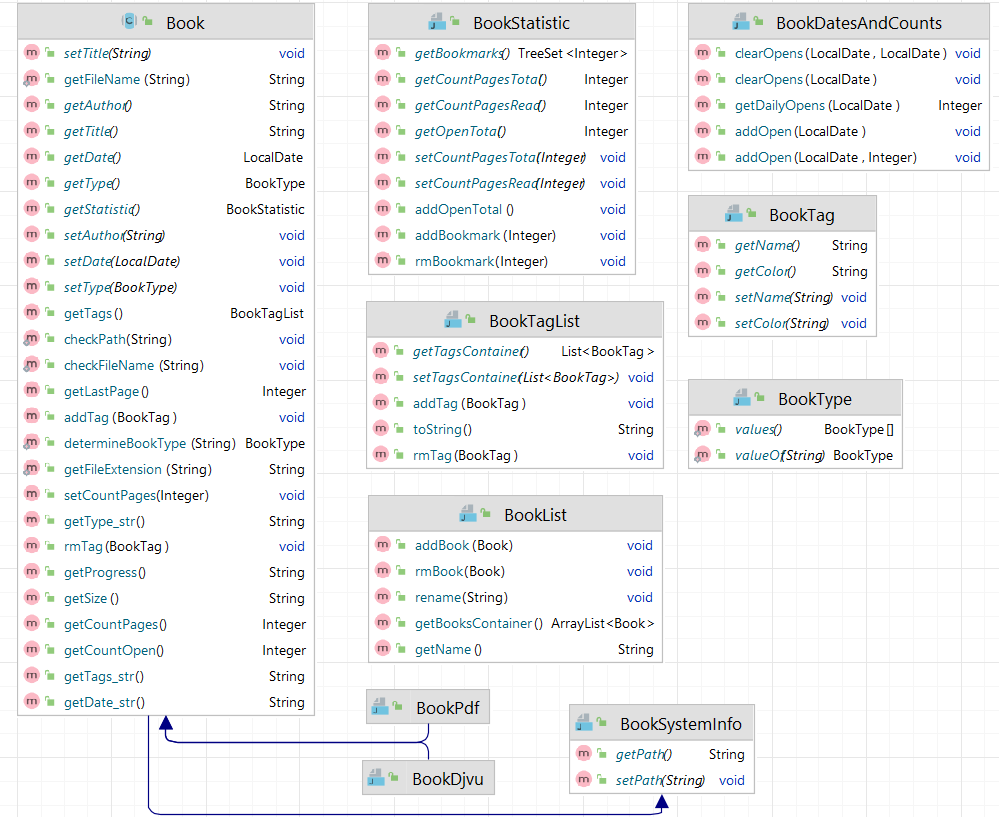 Book
setTitle(String) void
getFileName (String) String
getAuthor() String
getTitle() String
getDate() LocalDate
getType() BookType
getStatistic() BookStatistic
setAuthor(String) void
setDate(LocalDate) void
setType(BookType) void
getTags () BookTagList
checkPath(String) void
checkFileName (String) void
getLastPage() Integer
addTag (BookTag ) void
determineBookType (String) BookType
getFileExtension (String) String
setCountPages(Integer) void
getType_str() String
rmTag(BookTag ) void
getProgress() String
getSize () String
getCountPages() Integer
getCountOpen() Integer
getTags_str() String
getDate_str() String
BookStatistic
getBookmarks() TreeSet <Integer>
getCountPagesTota() Integer
getCountPagesRead() Integer
getOpenTota() Integer
setCountPagesTota(Integer) void
setCountPagesRead(Integer) void
addOpenTotal () void
addBookmark (Integer) void
rmBookmark(Integer) void
BookTagList
getTagsContainer() List<BookTag >
setTagsContainer(List<BookTag>) void
addTag (BookTag ) void
toString() String
rmTag(BookTag ) void
BookList
addBook (Book) void
rmBook(Book) void
rename(String) void
getBooksContainer() ArrayList<Book>
getName () String
BookPdf
BookDjvu
BookDatesAndCounts
clearOpens (LocalDate , LocalDate ) void
clearOpens (LocalDate ) void
getDailyOpens (LocalDate ) Integer
addOpen (LocalDate ) void
addOpen (LocalDate , Integer) void
BookTag
getName() String
getColor() String
setName(String) void
setColor(String) void
BookType
values() BookType []
valueOf(String) BookType
BookSystemInfo
getPath() String
setPath(String) void